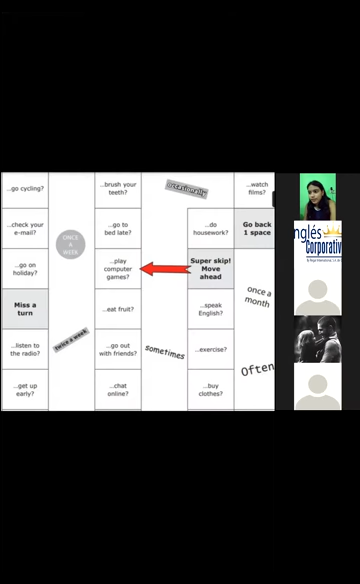 ...go cycling?
...brush your
teeth?
occasionally
...watch
films?
...check your
e-mail?
ONCE
A
WEEK
...go to
bed late?
...do
housework?
Go back
1 space
...go on
holiday?
...play
computer
games?
Super skip!
Move
ahead
once a
month
Miss a
turn
...eat fruit?
...speak
English?
...listen to
the radio?
twice a week
...go out
with friends?
sometimes
...exercise?
Often
...get up
early?
...chat
online?
...buy
clothes?
nglés
Corporativ